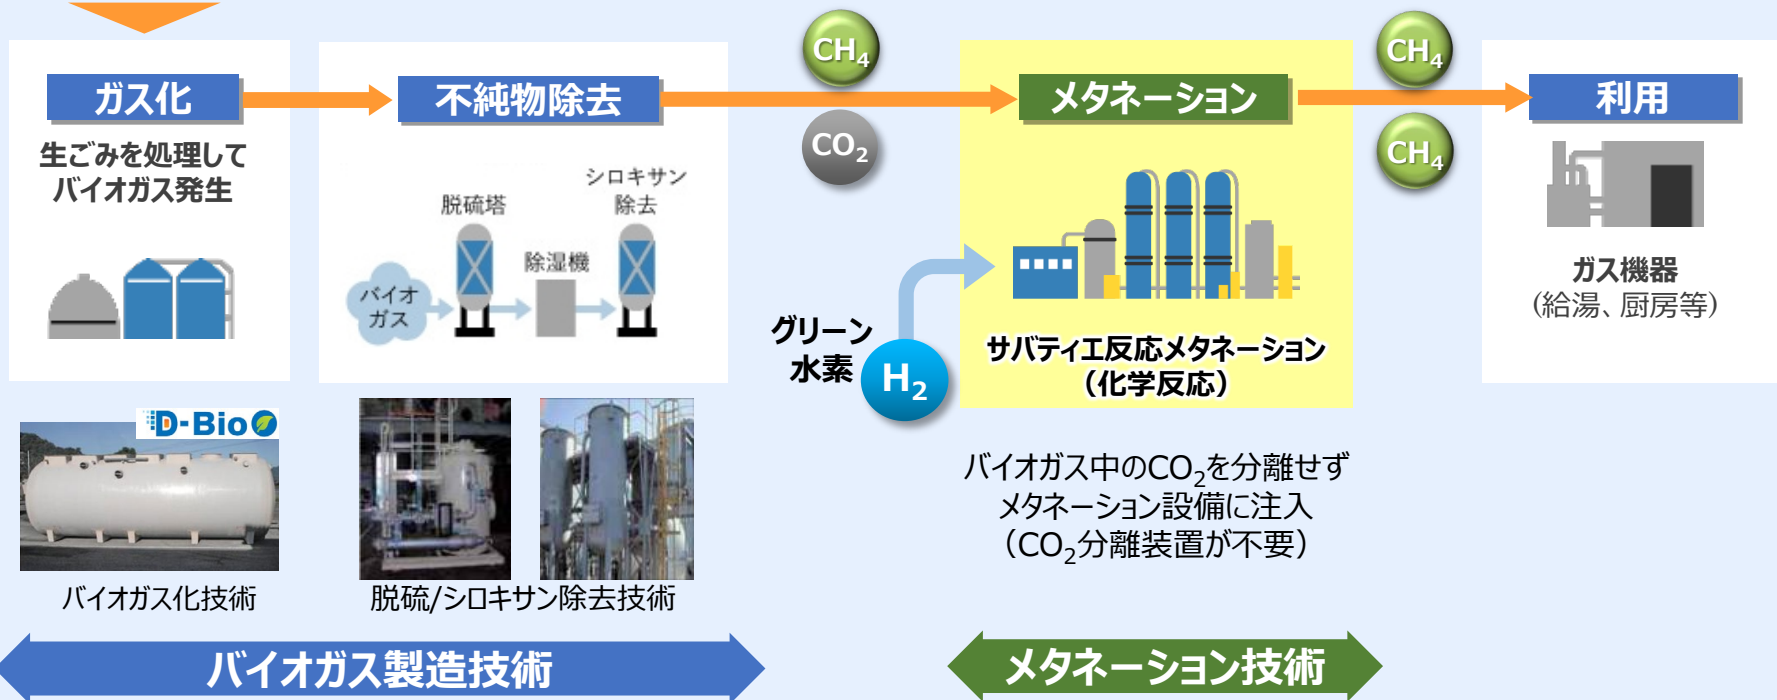 ガス化
生ごみを処理して
バイオガス発生
D-Bio
バイオガス化技術
不純物除去
シロキサン
除去
脱硫塔
除湿機
バイオ
ガス
脱硫/シロキサン除去技術
バイオガス製造技術
CH₄
CO₂
グリーン
水素
H₂
メタネーション
サバティエ反応メタネーション
（化学反応）
バイオガス中のCO₂を分離せず
メタネーション設備に注入
（CO₂分離装置が不要）
メタネーション技術
CH₄
CH₄
利用
ガス機器
(給湯、厨房等)